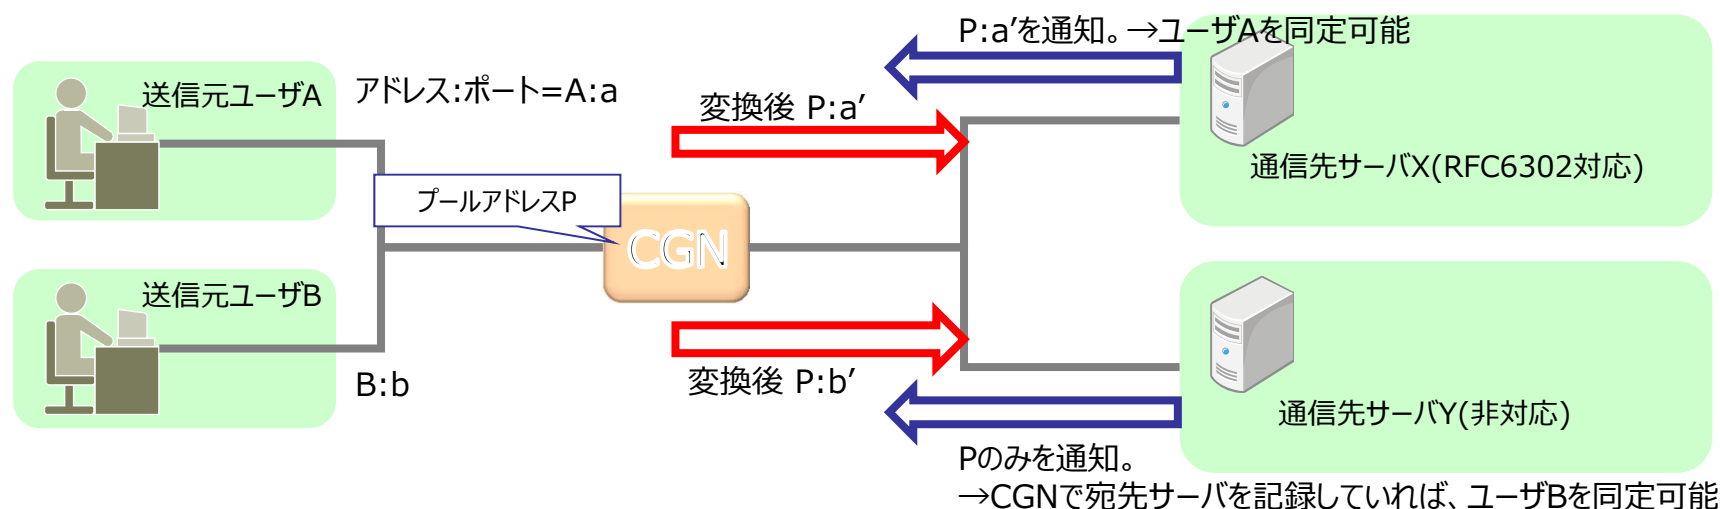 P:a’を通知。→ユーザAを同定可能
送信元ユーザA
アドレス:ポート=A:a
変換後 P:a’
通信先サーバX(RFC6302対応)
プールアドレスP
CGN
送信元ユーザB
B:b
変換後 P:b’
通信先サーバY(非対応)
Pのみを通知。
→CGNで宛先サーバを記録していれば、ユーザBを同定可能